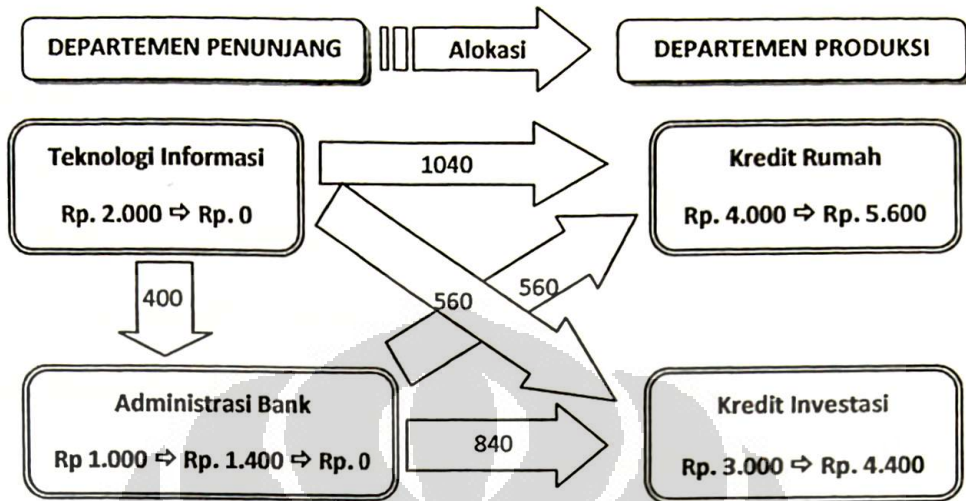 DEPARTEMEN PENUNJANG
Alokasi
DEPARTEMEN PRODUKSI
Teknologi Informasi
Rp. 2.000 ⇨ Rp. 0
1040
Kredit Rumah
Rp. 4.000 ⇨ Rp. 5.600
400
560
560
Administrasi Bank
Rp 1.000 ⇨ Rp. 1.400 ⇨ Rp. 0
840
Kredit Investasi
Rp. 3.000 ⇨ Rp. 4.400